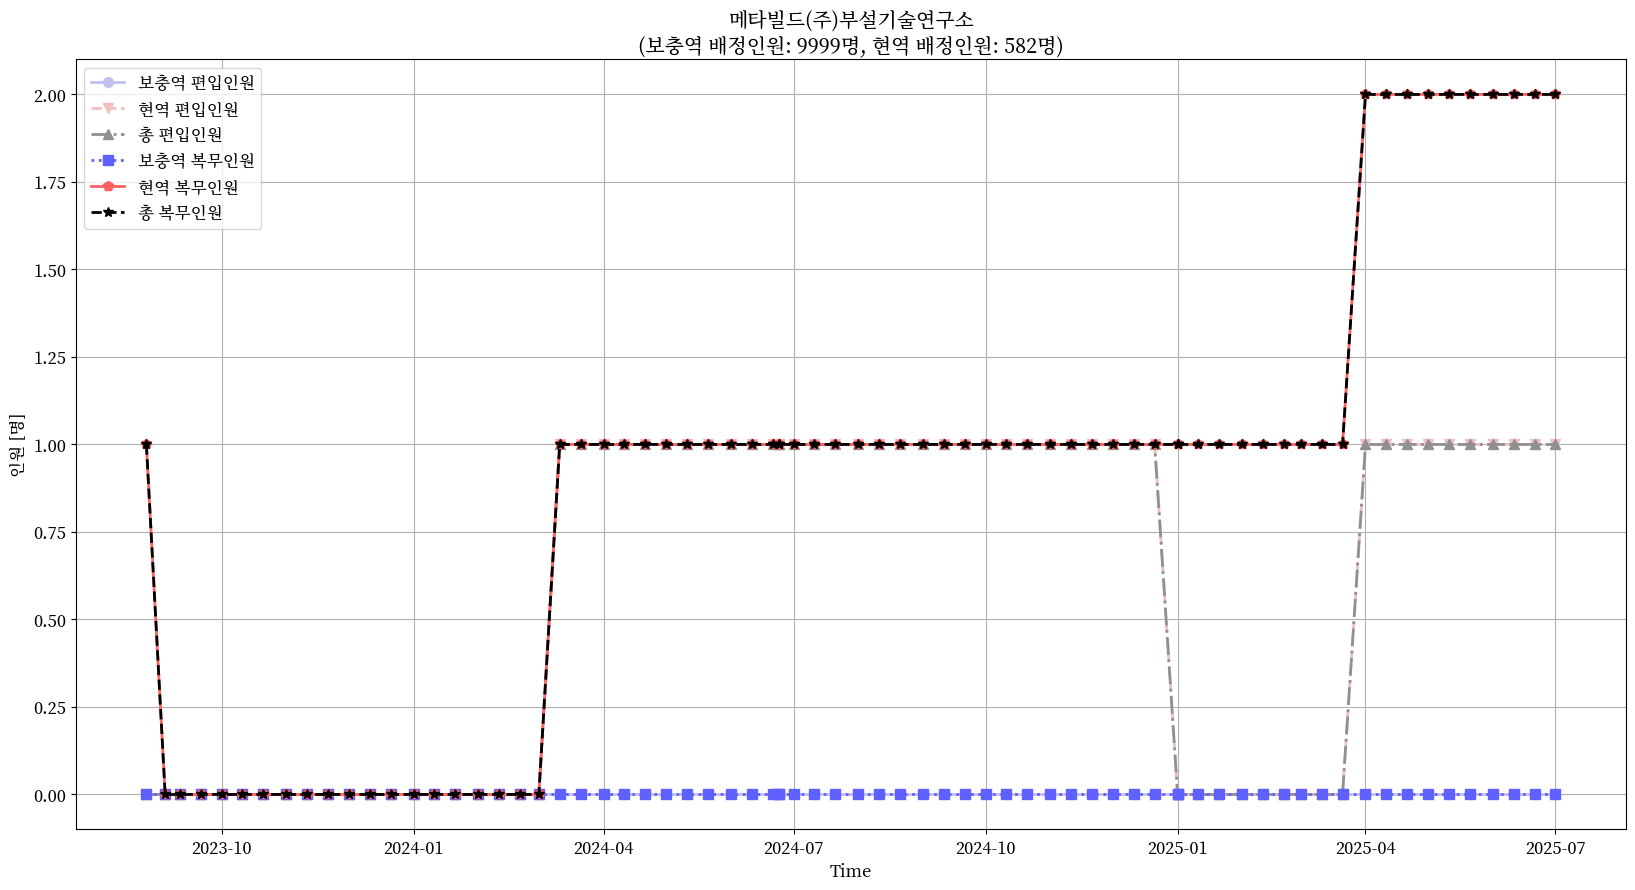 메타빌드(주)부설기술연구소
(보충역 배정인원: 9999명, 현역 배정인원: 582명)
보충역 편입인원
현역 편입인원
총 편입인원
보충역 복무인원
현역 복무인원
총 복무인원
2.00
1.75
1.50
1.25
1.00
0.75
0.50
0.25
0.00
인원 [명]
2023-10
2024-01
2024-04
2024-07
2024-10
2025-01
2025-04
2025-07
Time